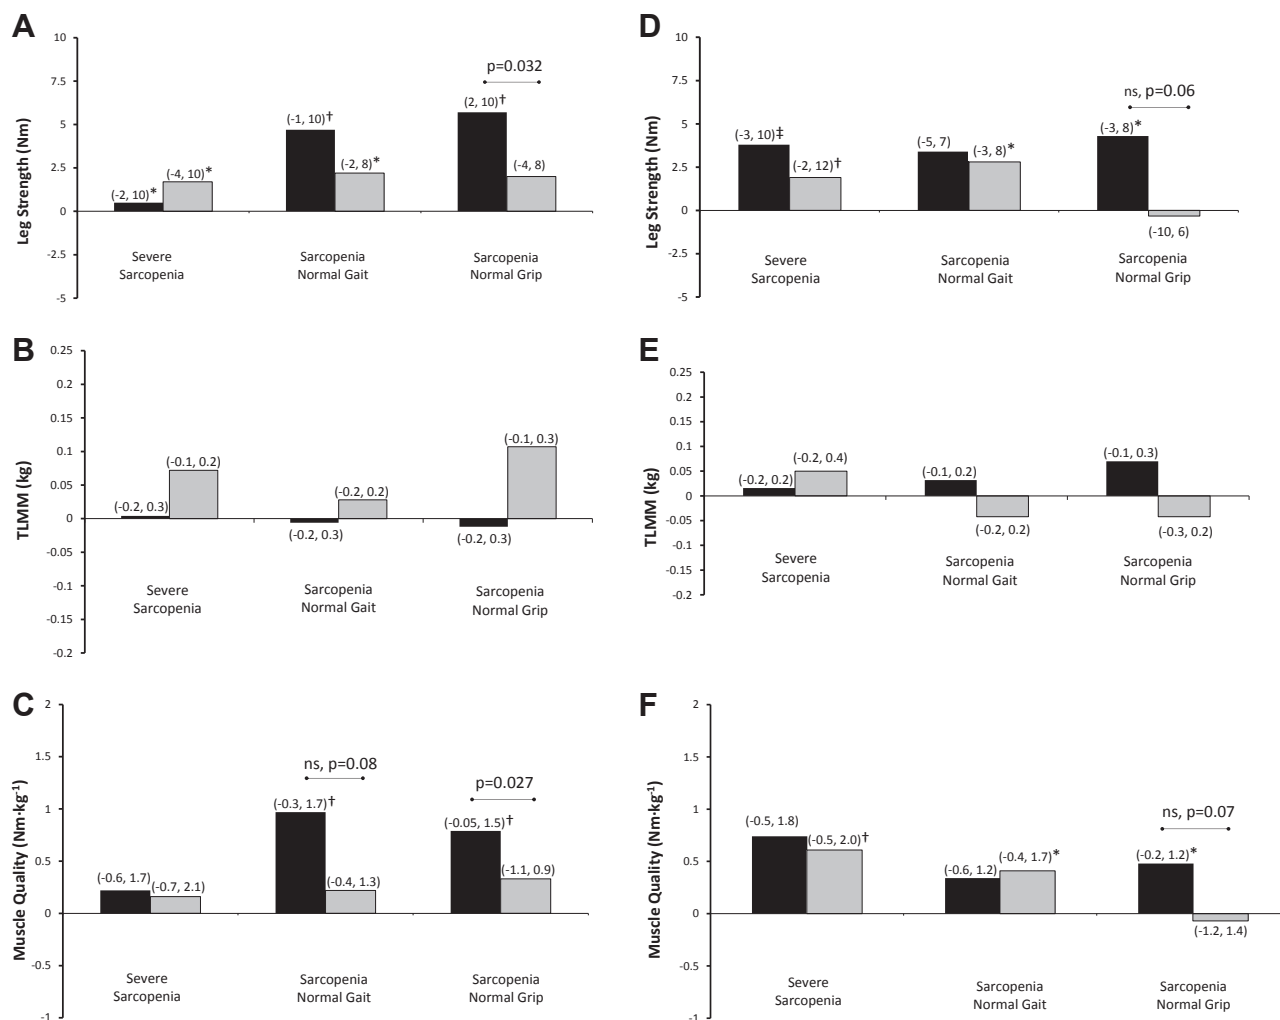 A
10
7.5
5
2.5
0
-2.5
-5
Leg Strength (Nm)
p=0.032
(-2, 10)*
(-4, 10)*
(-1, 10)†
(-2, 8)*
(2, 10)†
(-4, 8)
Severe
Sarcopenia
Sarcopenia
Normal Gait
Sarcopenia
Normal Grip
D
10
7.5
5
2.5
0
-2.5
-5
Leg Strength (Nm)
ns, p=0.06
(-3, 10)‡
(-2, 12)†
(-5, 7)
(-3, 8)*
(-3, 8)*
(-10, 6)
Severe
Sarcopenia
Sarcopenia
Normal Gait
Sarcopenia
Normal Grip
B
0.25
0.2
0.15
0.1
0.05
0
-0.05
-0.1
-0.15
-0.2
TLMM (kg)
(-0.2, 0.3)
(-0.1, 0.2)
(-0.2, 0.3)
(-0.2, 0.2)
(-0.2, 0.3)
(-0.1, 0.3)
Severe
Sarcopenia
Sarcopenia
Normal Gait
Sarcopenia
Normal Grip
E
0.25
0.2
0.15
0.1
0.05
0
-0.05
-0.1
-0.15
-0.2
TLMM (kg)
(-0.2, 0.2)
(-0.2, 0.4)
(-0.1, 0.2)
(-0.2, 0.2)
(-0.1, 0.3)
(-0.3, 0.2)
Severe
Sarcopenia
Sarcopenia
Normal Gait
Sarcopenia
Normal Grip
C
2
1.5
1
0.5
0
-0.5
-1
Muscle Quality (Nm·kg⁻¹)
ns, p=0.08
p=0.027
(-0.6, 1.7)
(-0.7, 2.1)
(-0.3, 1.7)†
(-0.4, 1.3)
(-0.05, 1.5)†
(-1.1, 0.9)
Severe
Sarcopenia
Sarcopenia
Normal Gait
Sarcopenia
Normal Grip
F
2
1.5
1
0.5
0
-0.5
-1
Muscle Quality (Nm·kg⁻¹)
ns, p=0.07
(-0.5, 1.8)
(-0.5, 2.0)†
(-0.6, 1.2)
(-0.4, 1.7)*
(-0.2, 1.2)*
(-1.2, 1.4)
Severe
Sarcopenia
Sarcopenia
Normal Gait
Sarcopenia
Normal Grip